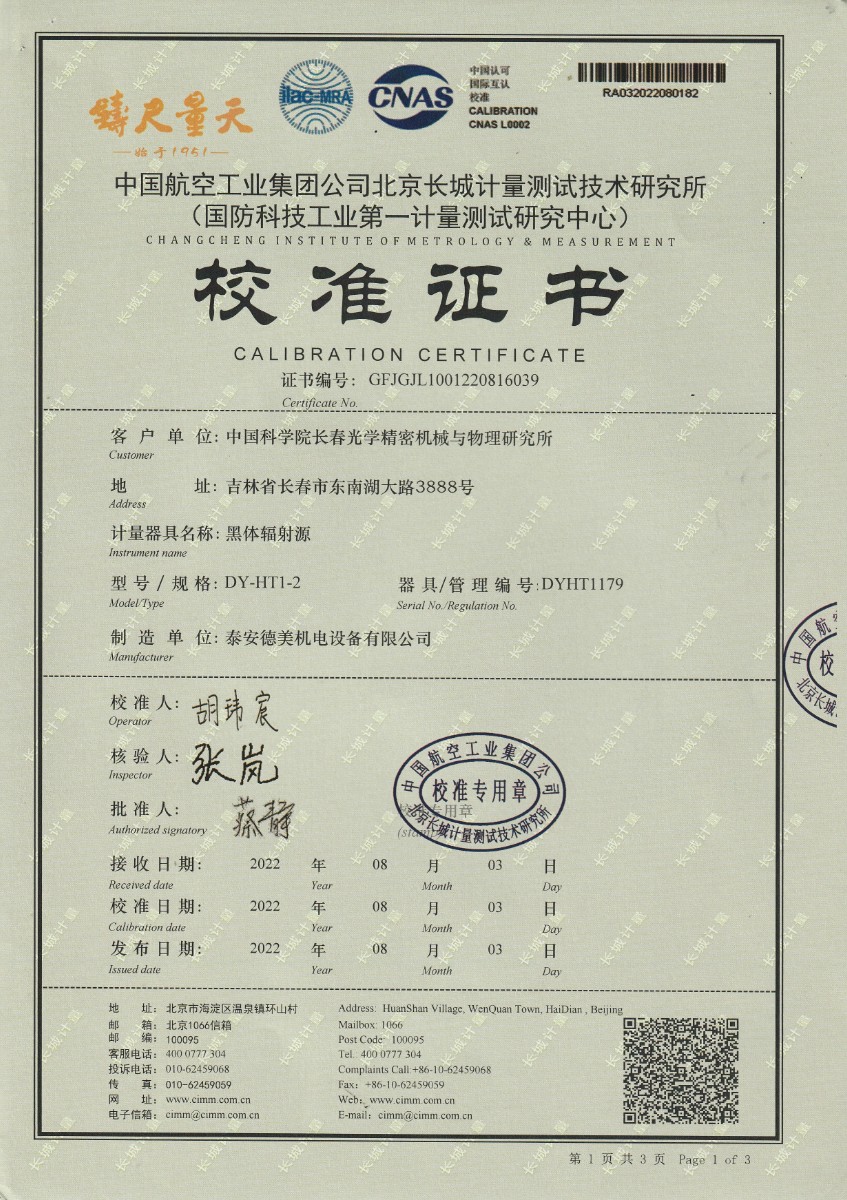 鑄尺量天
始于1951
ilac-MRA
CNAS
中国认可
国际互认
校准
CALIBRATION
CNAS L0002
RA032022080182
中国航空工业集团公司北京长城计量测试技术研究所
（国防科技工业第一计量测试研究中心）
CHANGCHENG INSTITUTE OF METROLOGY & MEASUREMENT
校准证书
CALIBRATION CERTIFICATE
证书编号: GFJGJL1001220816039
Certificate No.
客户单位: 中国科学院长春光学精密机械与物理研究所
Customer
地址: 吉林省长春市东南湖大路3888号
Address
计量器具名称: 黑体辐射源
Instrument name
型号/规格: DY-HT1-2 器具/管理编号: DYHT1179
Model/Type Serial No./Regulation No.
制造单位: 泰安德美机电设备有限公司
Manufacturer
校准人: 胡玮宸
Operator
核验人: 张岚
Inspector
批准人: 蔡静
Authorized signatory
中国航空工业集团公司
校准专用章
北京长城计量测试技术研究所
接收日期: 2022 年 08 月 03 日
Received date Year Month Day
校准日期: 2022 年 08 月 03 日
Calibration date Year Month Day
发布日期: 2022 年 08 月 03 日
Issued date Year Month Day
地址: 北京市海淀区温泉镇环山村 Address: HuanShan Village, WenQuan Town, HaiDian , Beijing
邮箱: 北京1066信箱 Mailbox: 1066
邮编: 100095 Post Code: 100095
客服电话: 400 0777 304 Tel. 400 0777 304
投诉电话: 010-62459068 Complaints Call:+86-10-62459068
传真: 010-62459059 Fax: +86-10-62459059
网址: www.cimm.com.cn Web: www.cimm.com.cn
电子信箱: cimm@cimm.com.cn E-mail: cimm@cimm.com.cn
第 1 页 共 3 页 Page 1 of 3